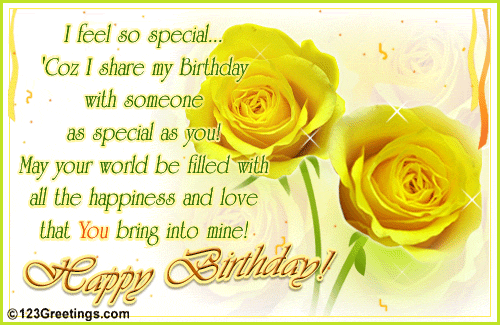 I feel so special...
'Coz I share my Birthday
with someone
as special as you!
May your world be filled with
all the happiness and love
that You bring into mine!
Happy Birthday!
©123Greetings.com